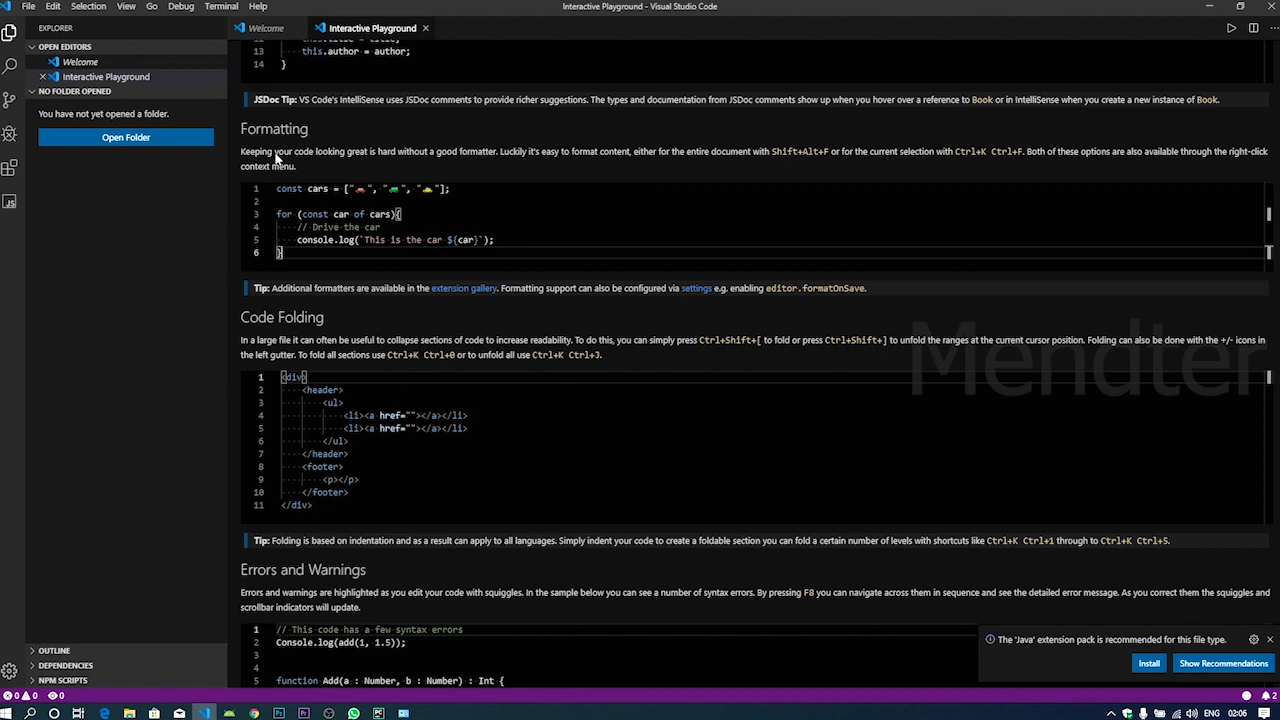 File Edit Selection View Go Debug Terminal Help
Interactive Playground - Visual Studio Code
EXPLORER
Welcome
Interactive Playground
OPEN EDITORS
Welcome
Interactive Playground
NO FOLDER OPENED
You have not yet opened a folder.
Open Folder
OUTLINE
DEPENDENCIES
NPM SCRIPTS
13 this.author = author;
14 }
JSDoc Tip: VS Code's IntelliSense uses JSDoc comments to provide richer suggestions. The types and documentation from JSDoc comments show up when you hover over a reference to Book or in IntelliSense when you create a new instance of Book.
Formatting
Keeping your code looking great is hard without a good formatter. Luckily it's easy to format content, either for the entire document with Shift+Alt+F or for the current selection with Ctrl+K Ctrl+F. Both of these options are also available through the right-click
context menu.
1 const cars = ["🚗", "🚙", "🚕"];
2
3 for (const car of cars){
4 // Drive the car
5 console.log(`This is the car ${car}`);
6 }
Tip: Additional formatters are available in the extension gallery. Formatting support can also be configured via settings e.g. enabling editor.formatOnSave.
Code Folding
In a large file it can often be useful to collapse sections of code to increase readability. To do this, you can simply press Ctrl+Shift+[ to fold or press Ctrl+Shift+] to unfold the ranges at the current cursor position. Folding can also be done with the +/- icons in
the left gutter. To fold all sections use Ctrl+K Ctrl+0 or to unfold all use Ctrl+K Ctrl+J.
Mendter
1 <div>
2 <header>
3 <ul>
4 <li><a href=""></a></li>
5 <li><a href=""></a></li>
6 </ul>
7 </header>
8 <footer>
9 <p></p>
10 </footer>
11 </div>
Tip: Folding is based on indentation and as a result can apply to all languages. Simply indent your code to create a foldable section you can fold a certain number of levels with shortcuts like Ctrl+K Ctrl+1 through to Ctrl+K Ctrl+5.
Errors and Warnings
Errors and warnings are highlighted as you edit your code with squiggles. In the sample below you can see a number of syntax errors. By pressing F8 you can navigate across them in sequence and see the detailed error message. As you correct them the squiggles and
scrollbar indicators will update.
1 // This code has a few syntax errors
2 Console.log(add(1, 1.5));
3
4
5 function Add(a : Number, b : Number) : Int {
The 'Java' extension pack is recommended for this file type.
Install
Show Recommendations
0 0 0
2
ENG 02:06